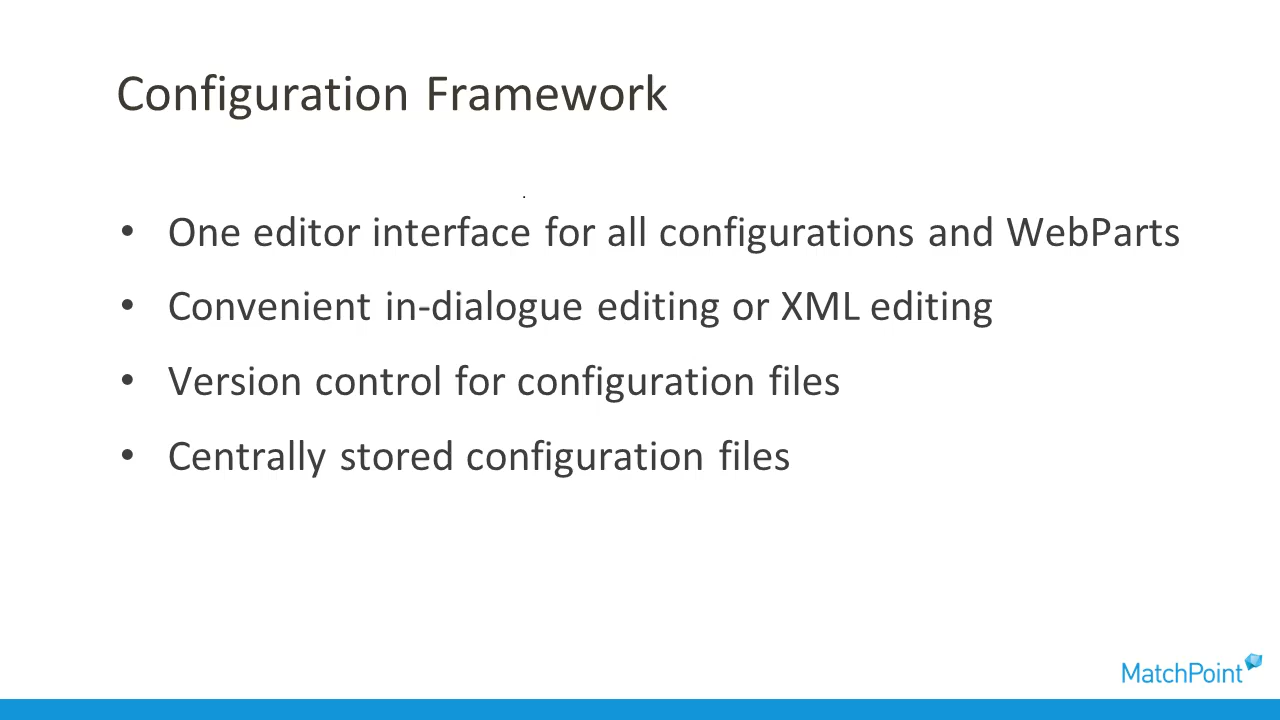 Configuration Framework
• One editor interface for all configurations and WebParts
• Convenient in-dialogue editing or XML editing
• Version control for configuration files
• Centrally stored configuration files
MatchPoint